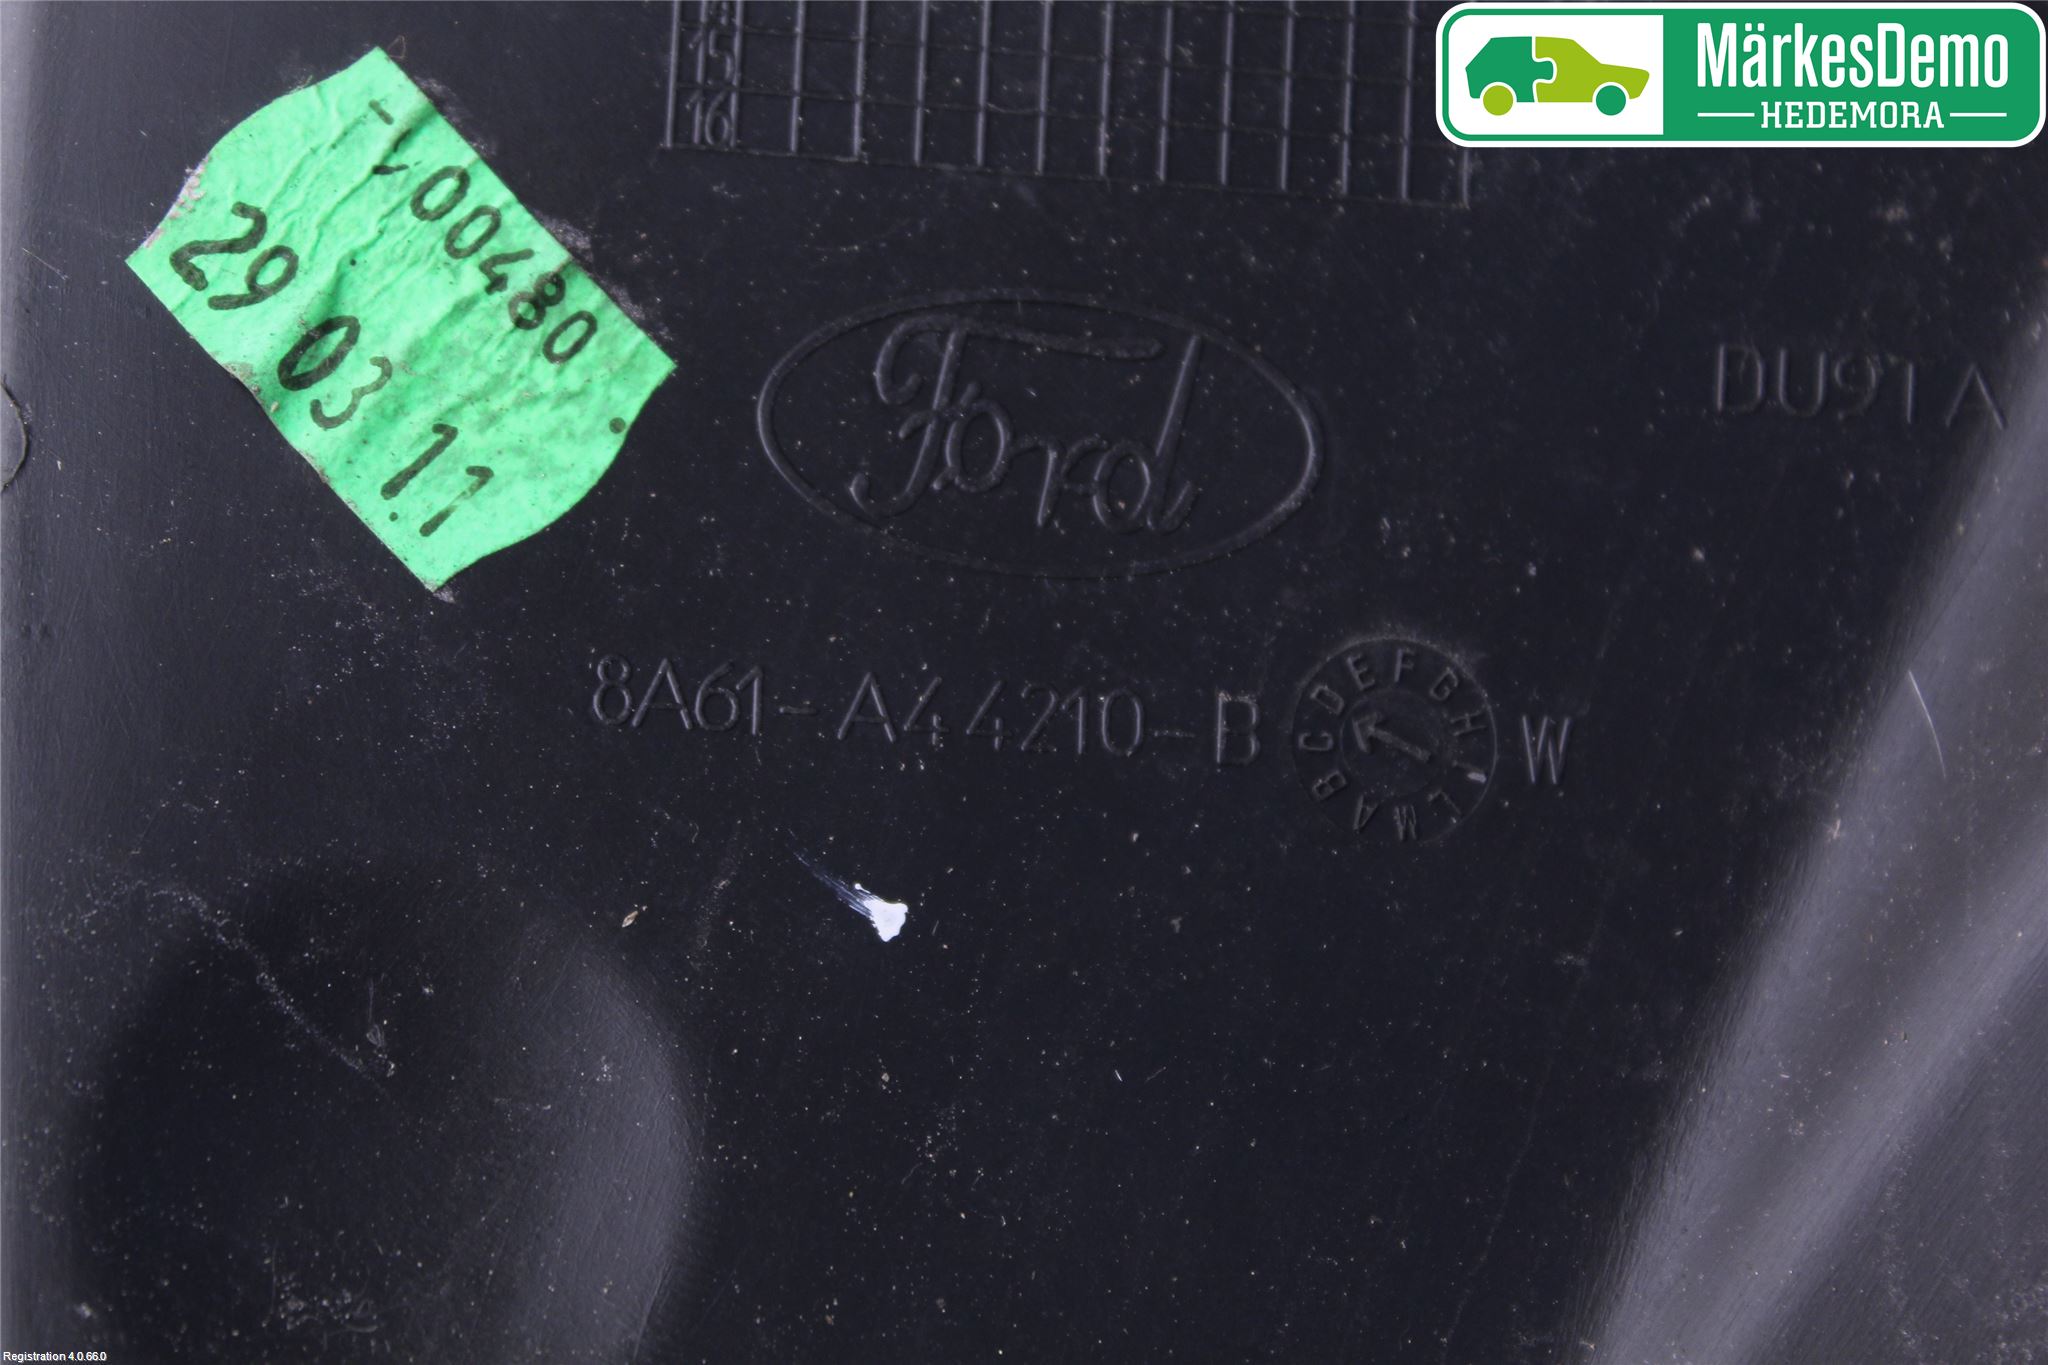 15
16
MärkesDemo
HEDEMORA
00480
29 03 11
Ford
DU91A
8A61-A44210-B
A B C D E F G H I L M
W
Registration 4.0.66.0